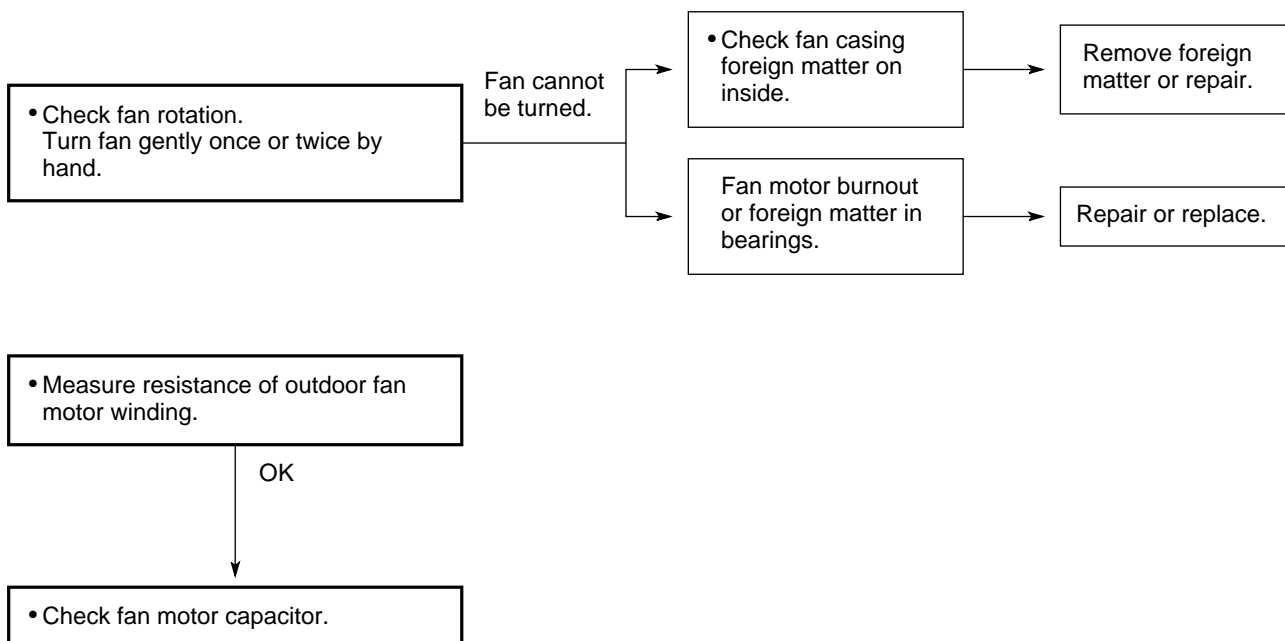 • Check fan rotation.
Turn fan gently once or twice by
hand.
Fan cannot
be turned.
• Check fan casing
foreign matter on
inside.
Remove foreign
matter or repair.
Fan motor burnout
or foreign matter in
bearings.
Repair or replace.
• Measure resistance of outdoor fan
motor winding.
OK
• Check fan motor capacitor.